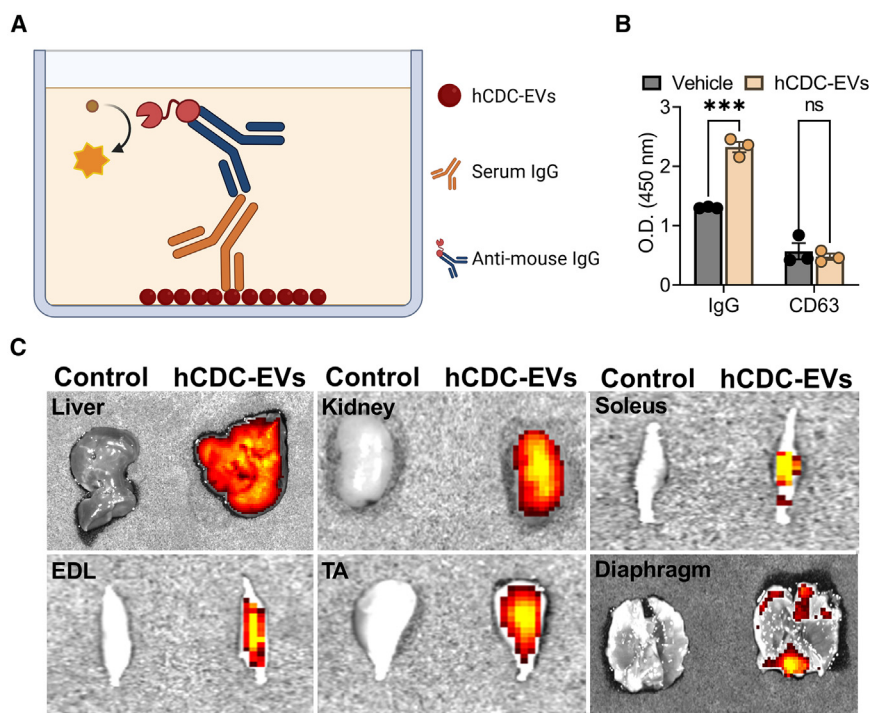 A
hCDC-EVs
Serum IgG
Anti-mouse IgG
B
Vehicle hCDC-EVs
*** ns
3
2
1
0
O.D. (450 nm)
IgG CD63
C
Control hCDC-EVs Control hCDC-EVs Control hCDC-EVs
Liver Kidney Soleus
EDL TA Diaphragm